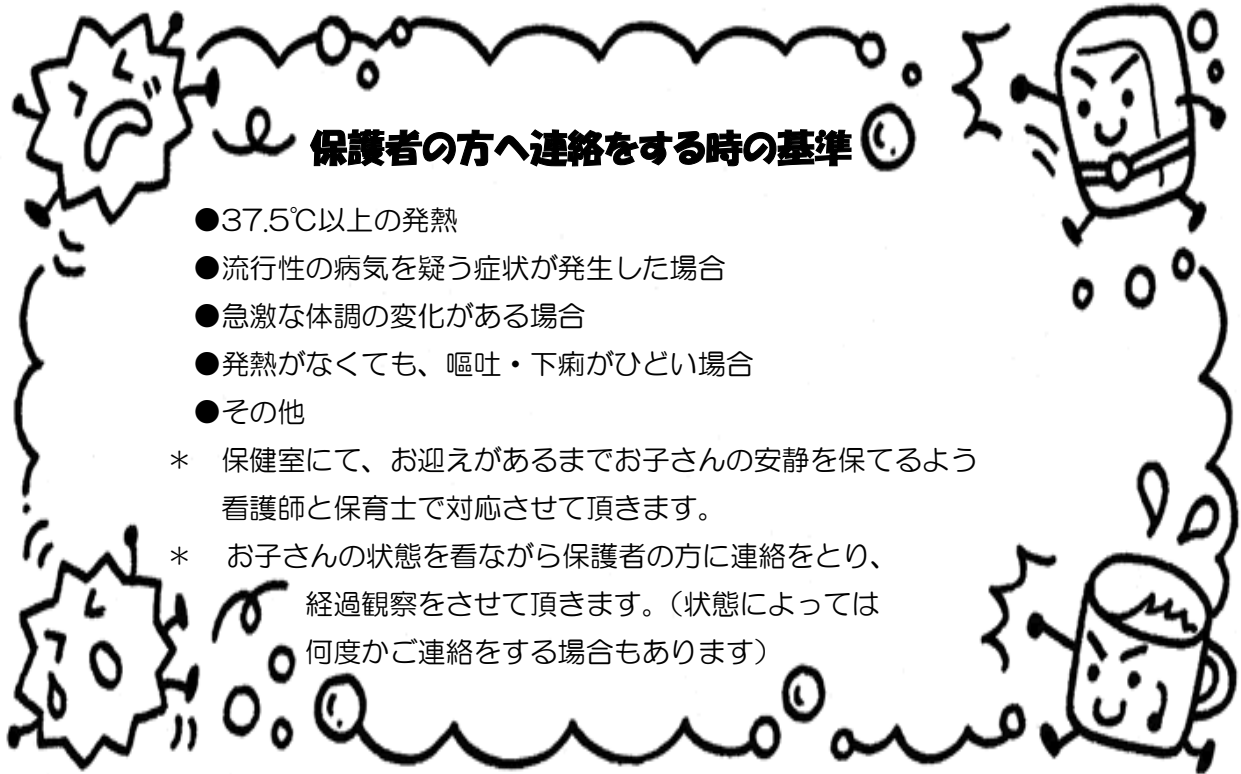 保護者の方へ連絡をする時の基準
●37.5℃以上の発熱
●流行性の病気を疑う症状が発生した場合
●急激な体調の変化がある場合
●発熱がなくても、嘔吐・下痢がひどい場合
●その他
＊　保健室にて、お迎えがあるまでお子さんの安静を保てるよう
看護師と保育士で対応させて頂きます。
＊　お子さんの状態を看ながら保護者の方に連絡をとり、
経過観察をさせて頂きます。（状態によっては
何度かご連絡をする場合もあります）